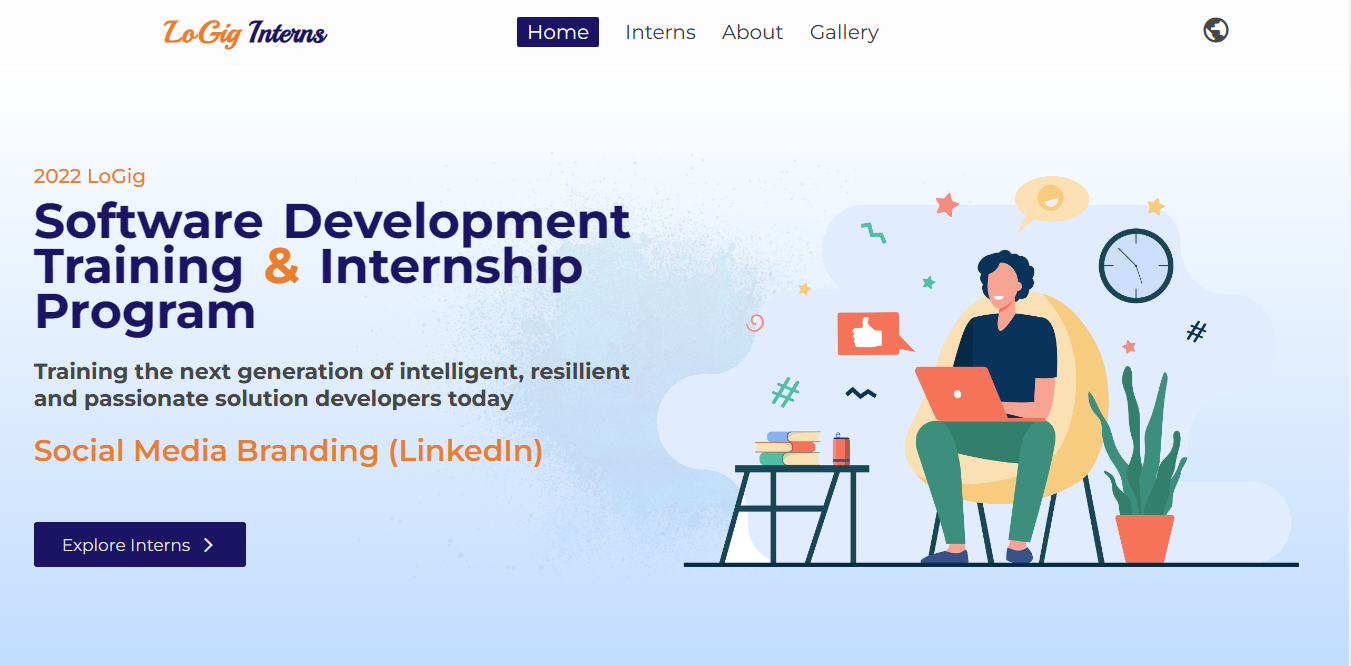 LoGig Interns
Home Interns About Gallery
2022 LoGig
Software Development
Training & Internship
Program
Training the next generation of intelligent, resillient
and passionate solution developers today
Social Media Branding (LinkedIn)
Explore Interns